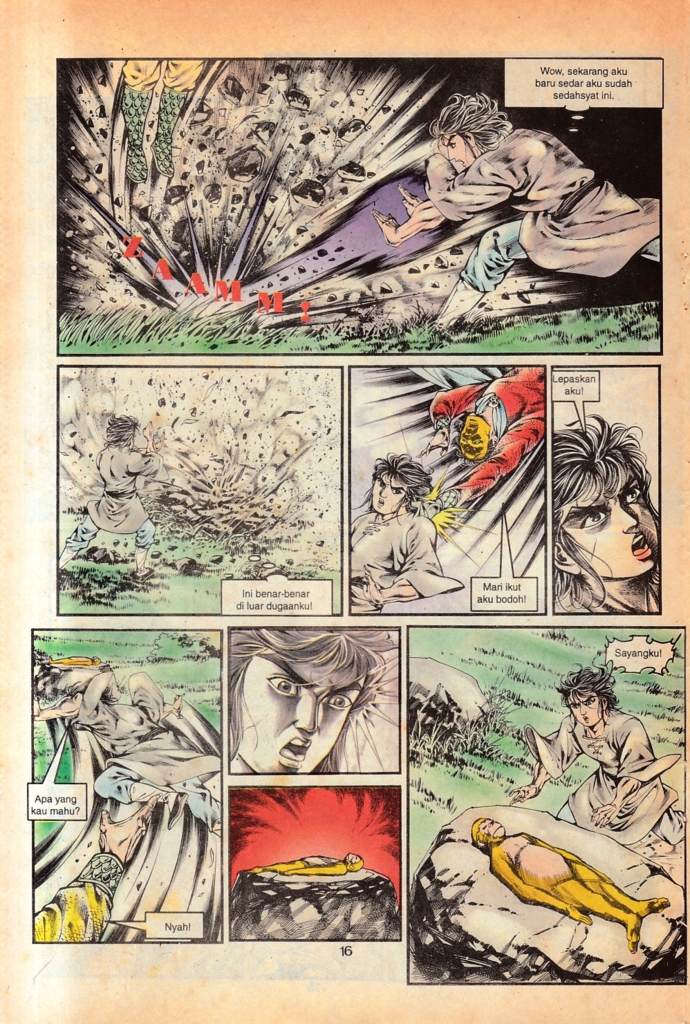 Wow, sekarang aku
baru sedar aku sudah
sedahsyat ini.
ZAAMM!
Ini benar-benar
di luar dugaanku!
Mari ikut
aku bodoh!
Lepaskan
aku!
Apa yang
kau mahu?
Nyah!
Sayangku!
16